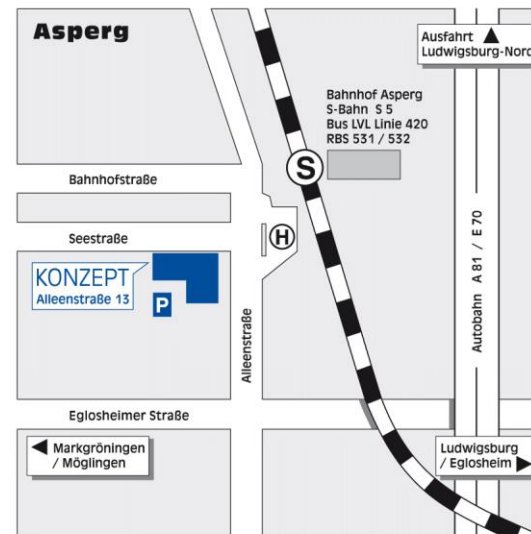 Asperg
Ausfahrt ▲
Ludwigsburg-Nord
Bahnhof Asperg
S-Bahn S 5
Bus LVL Linie 420
RBS 531 / 532
S
Bahnhofstraße
H
Seestraße
KONZEPT
Alleenstraße 13
P
Alleenstraße
Autobahn A 81 / E 70
Eglosheimer Straße
◀ Markgröningen
/ Möglingen
Ludwigsburg
/ Eglosheim ▶